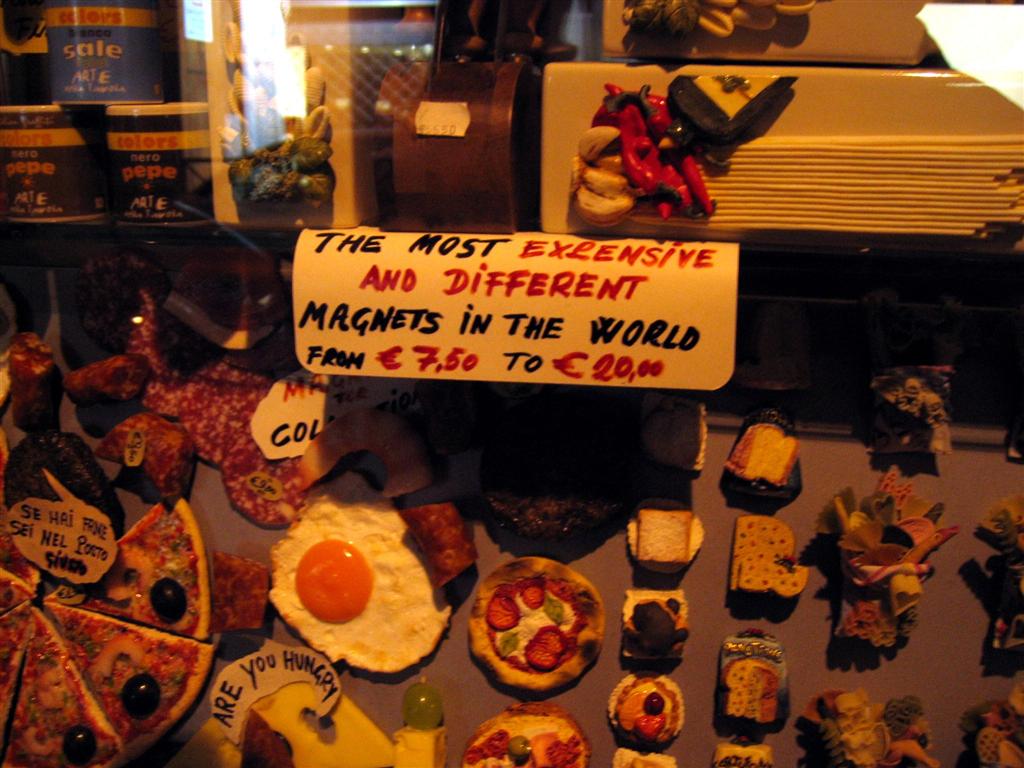 colors
sale
ARTE
colors
nero
pepe
ARTE
colors
nero
pepe
ARTE
THE MOST EXPENSIVE
AND DIFFERENT
MAGNETS IN THE WORLD
FROM € 7,50 TO € 20,00
COL
SE HAI FAME
SEI NEL POSTO
GIUSTO
ARE YOU HUNGRY